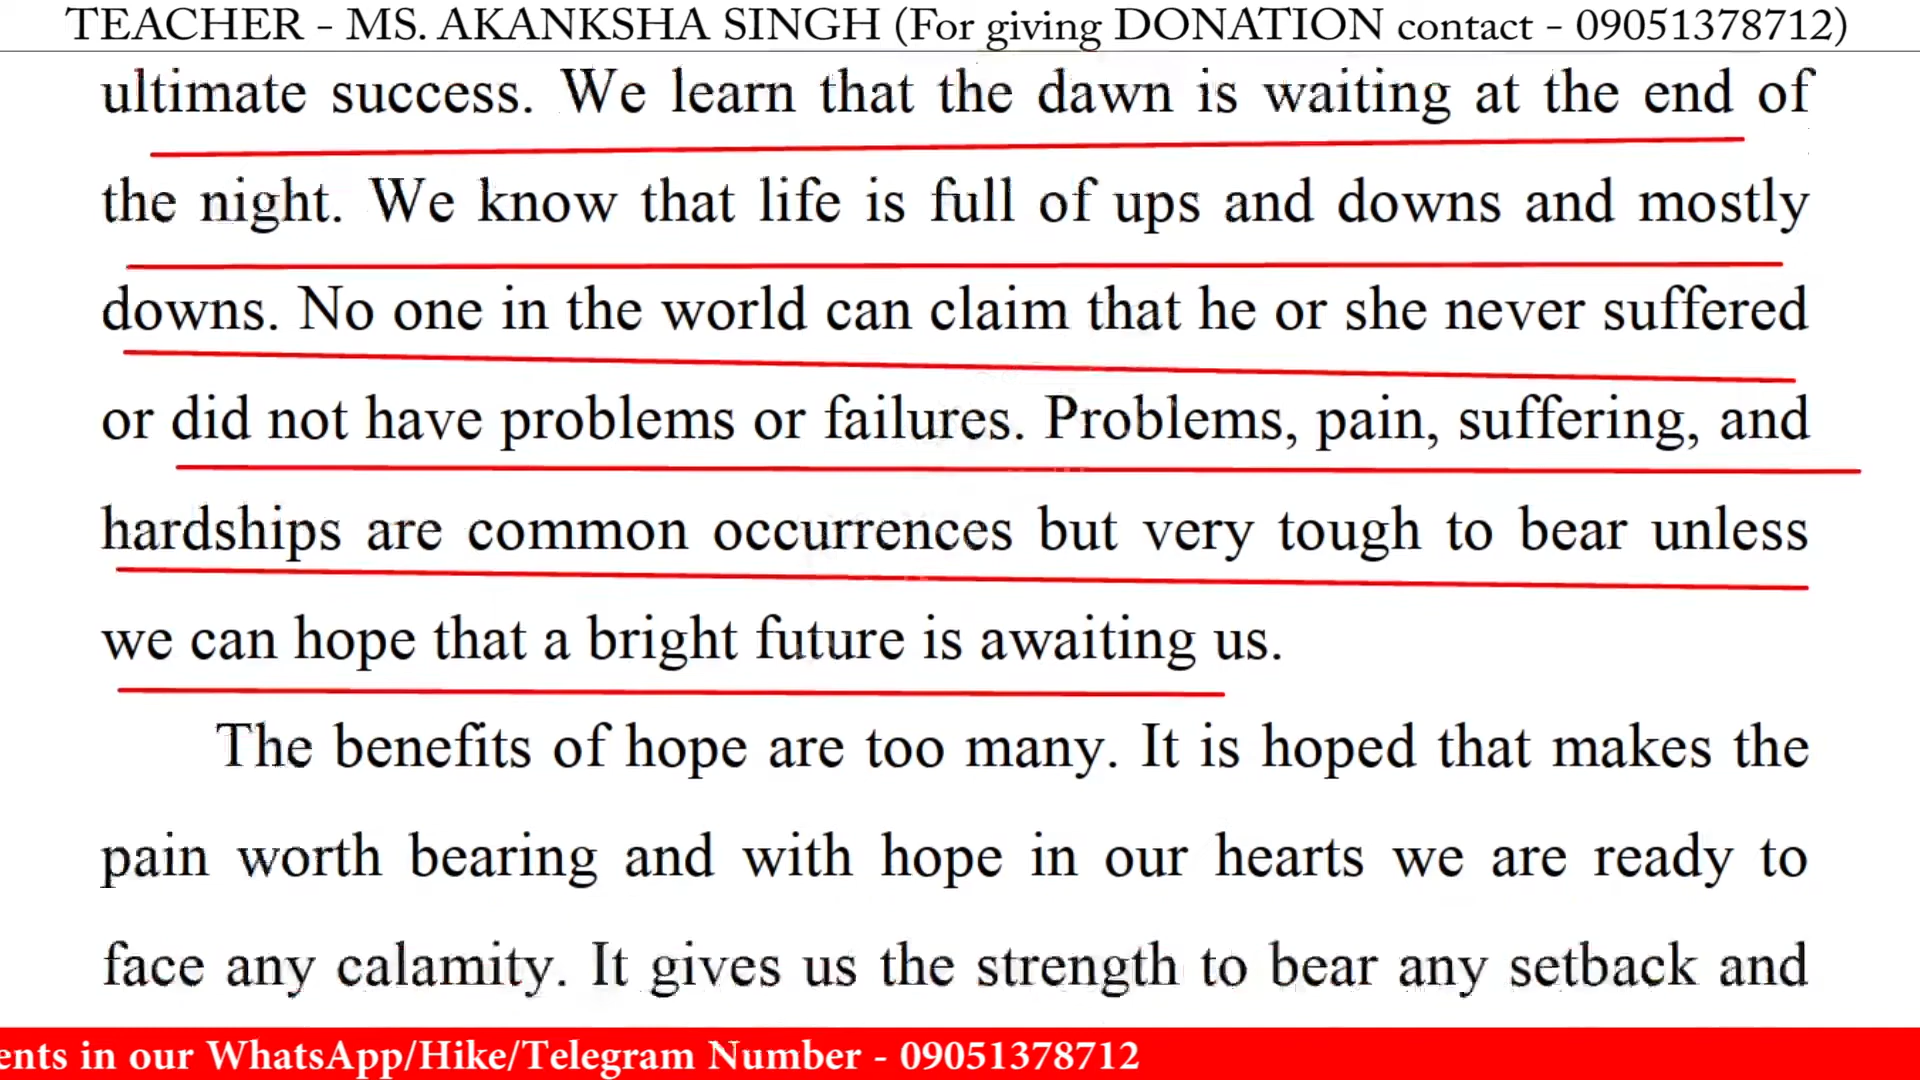 TEACHER - MS. AKANKSHA SINGH (For giving DONATION contact - 09051378712)
ultimate success. We learn that the dawn is waiting at the end of
the night. We know that life is full of ups and downs and mostly
downs. No one in the world can claim that he or she never suffered
or did not have problems or failures. Problems, pain, suffering, and
hardships are common occurrences but very tough to bear unless
we can hope that a bright future is awaiting us.
The benefits of hope are too many. It is hoped that makes the
pain worth bearing and with hope in our hearts we are ready to
face any calamity. It gives us the strength to bear any setback and
ents in our WhatsApp/Hike/Telegram Number - 09051378712